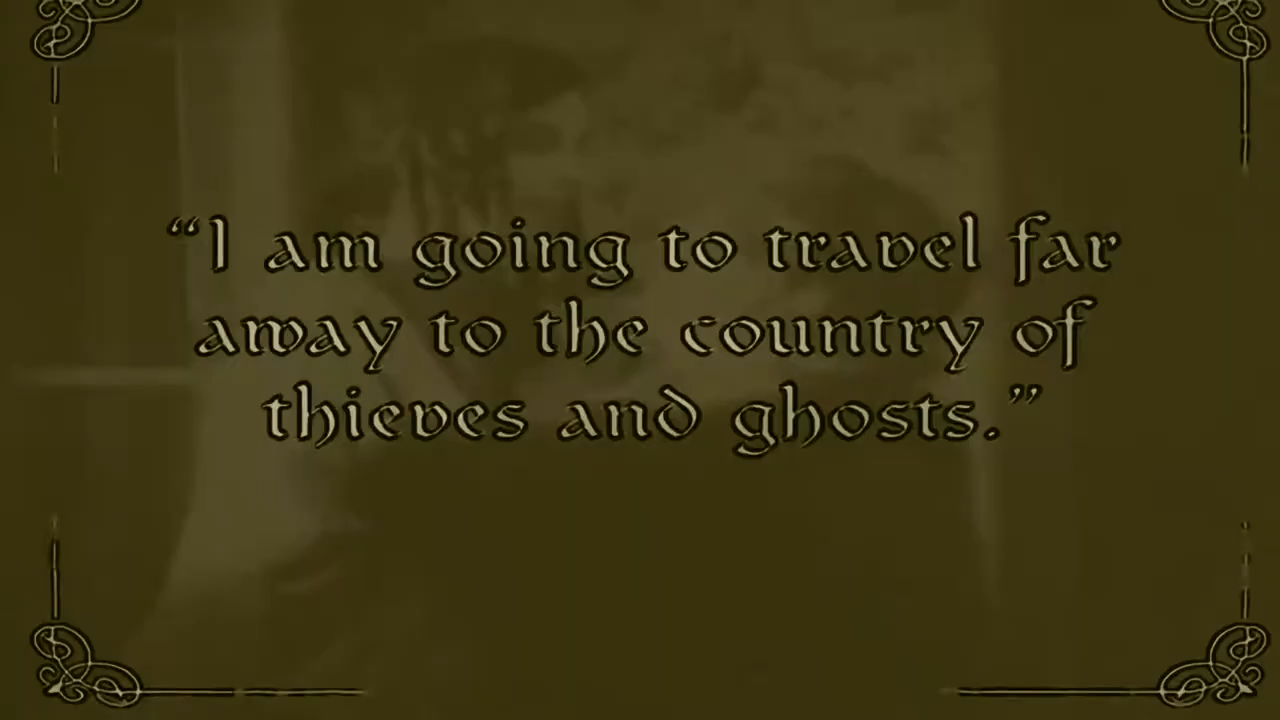 “I am going to travel far
away to the country of
thieves and ghosts.”